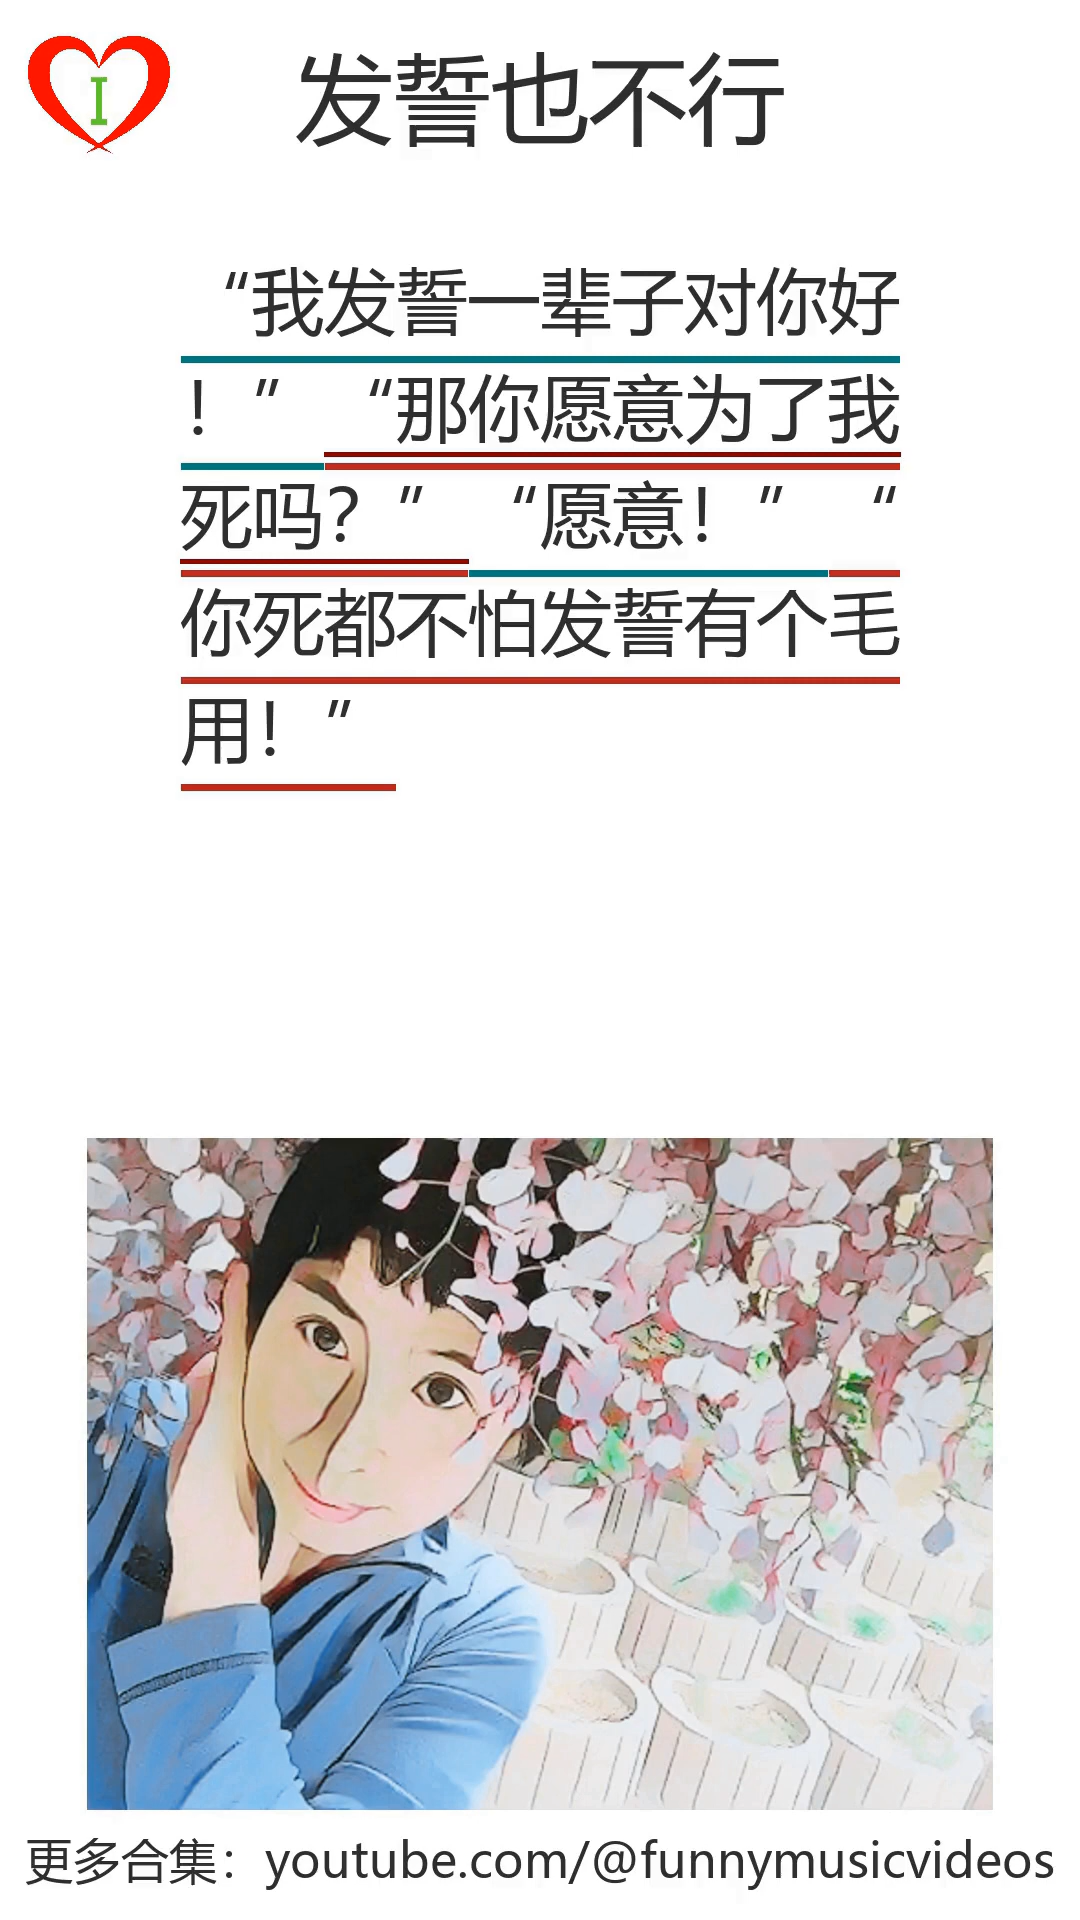 I
发誓也不行
“我发誓一辈子对你好
！” “那你愿意为了我
死吗？” “愿意！” “
你死都不怕发誓有个毛
用！”
更多合集：youtube.com/@funnymusicvideos